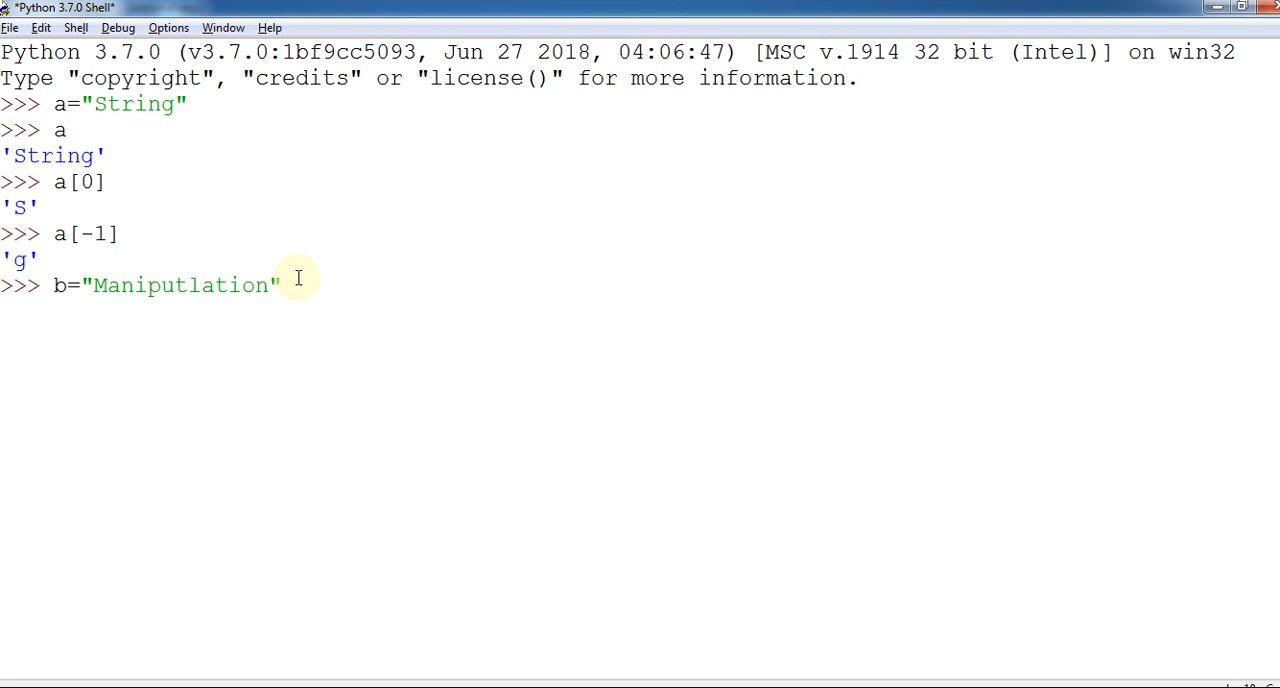 *Python 3.7.0 Shell*
File Edit Shell Debug Options Window Help
Python 3.7.0 (v3.7.0:1bf9cc5093, Jun 27 2018, 04:06:47) [MSC v.1914 32 bit (Intel)] on win32
Type "copyright", "credits" or "license()" for more information.
>>> a="String"
>>> a
'String'
>>> a[0]
'S'
>>> a[-1]
'g'
>>> b="Maniputlation"